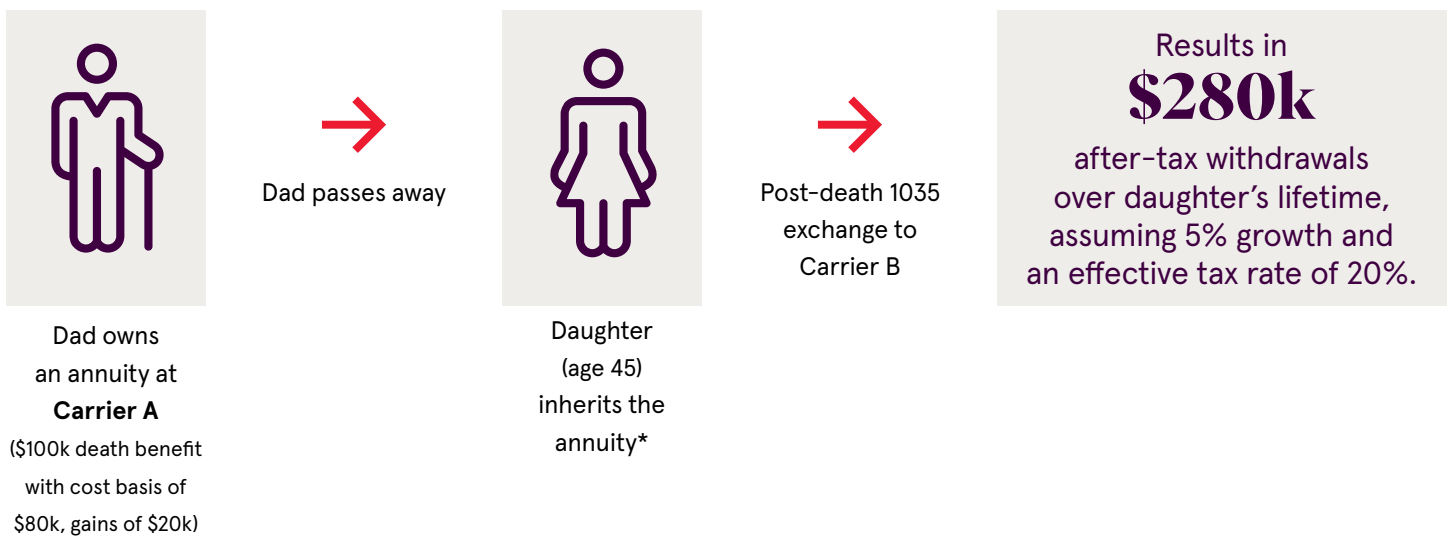 Dad owns
an annuity at
Carrier A
($100k death benefit
with cost basis of
$80k, gains of $20k)
Dad passes away
Daughter
(age 45)
inherits the
annuity*
Post-death 1035
exchange to
Carrier B
Results in
$280k
after-tax withdrawals
over daughter’s lifetime,
assuming 5% growth and
an effective tax rate of 20%.